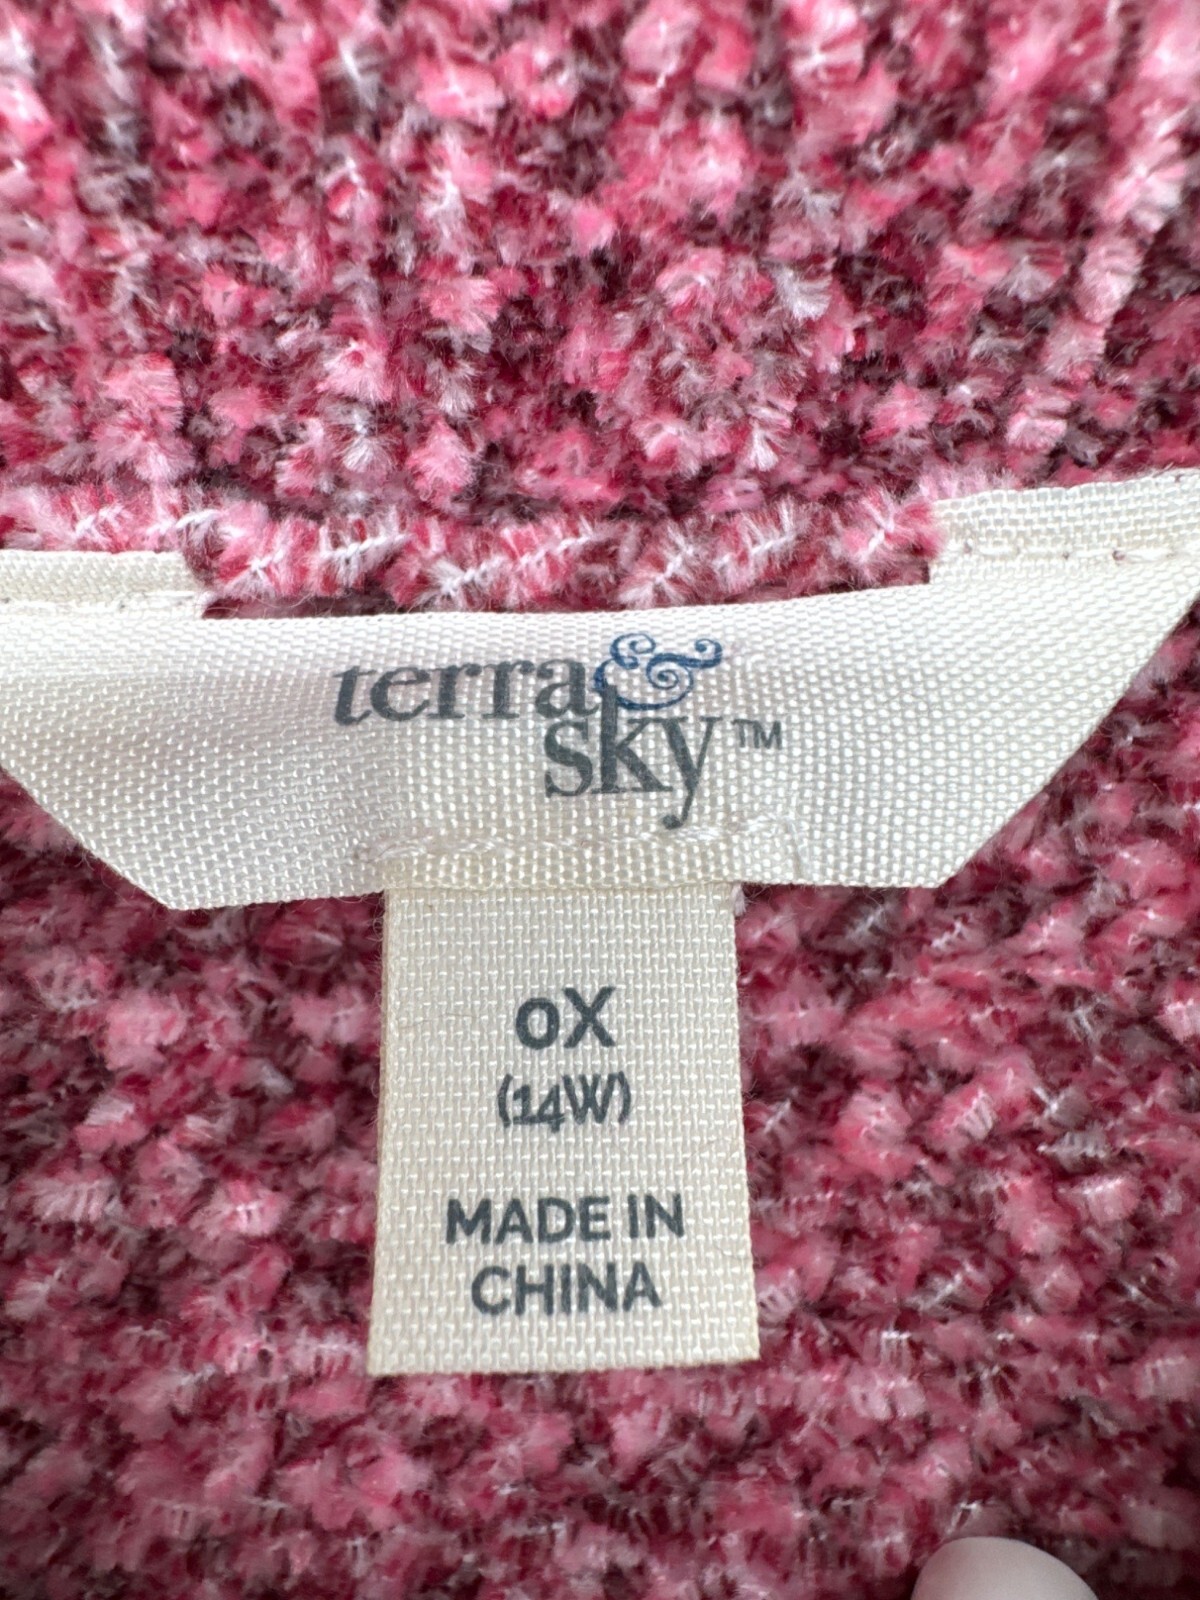 terra &
sky™
0X
(14W)
MADE IN
CHINA